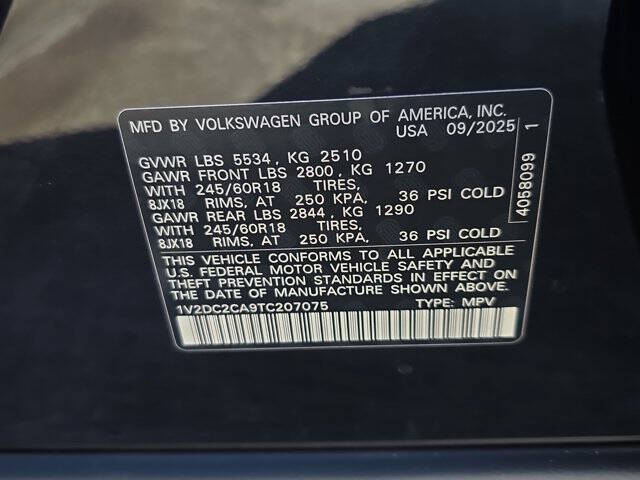 MFD BY VOLKSWAGEN GROUP OF AMERICA, INC.
USA 09/2025
GVWR LBS 5534, KG 2510
GAWR FRONT LBS 2800, KG 1270
WITH 245/60R18 TIRES,
8JX18 RIMS, AT 250 KPA, 36 PSI COLD
GAWR REAR LBS 2844, KG 1290
WITH 245/60R18 TIRES,
8JX18 RIMS, AT 250 KPA, 36 PSI COLD
THIS VEHICLE CONFORMS TO ALL APPLICABLE
U.S. FEDERAL MOTOR VEHICLE SAFETY AND
THEFT PREVENTION STANDARDS IN EFFECT ON
THE DATE OF MANUFACTURE SHOWN ABOVE.
1V2DC2CA9TC207075 TYPE: MPV
4058099 1